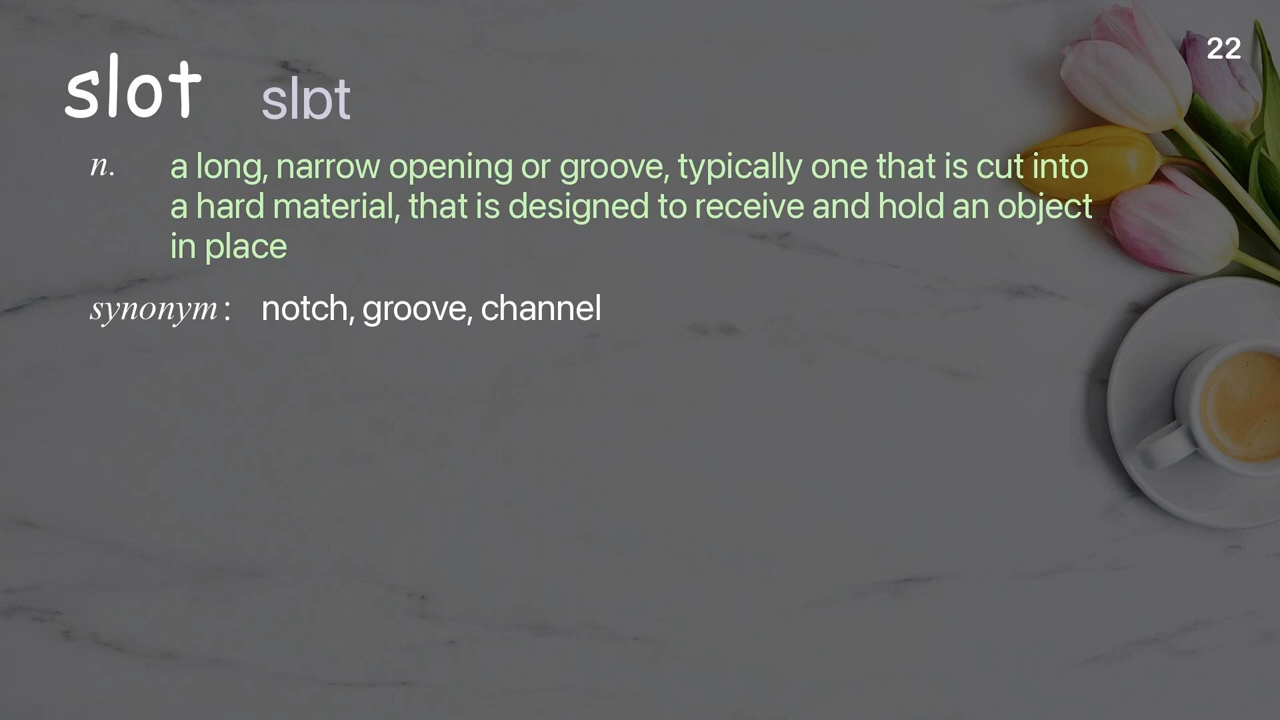 22
slot slɒt
n. a long, narrow opening or groove, typically one that is cut into
a hard material, that is designed to receive and hold an object
in place
synonym: notch, groove, channel